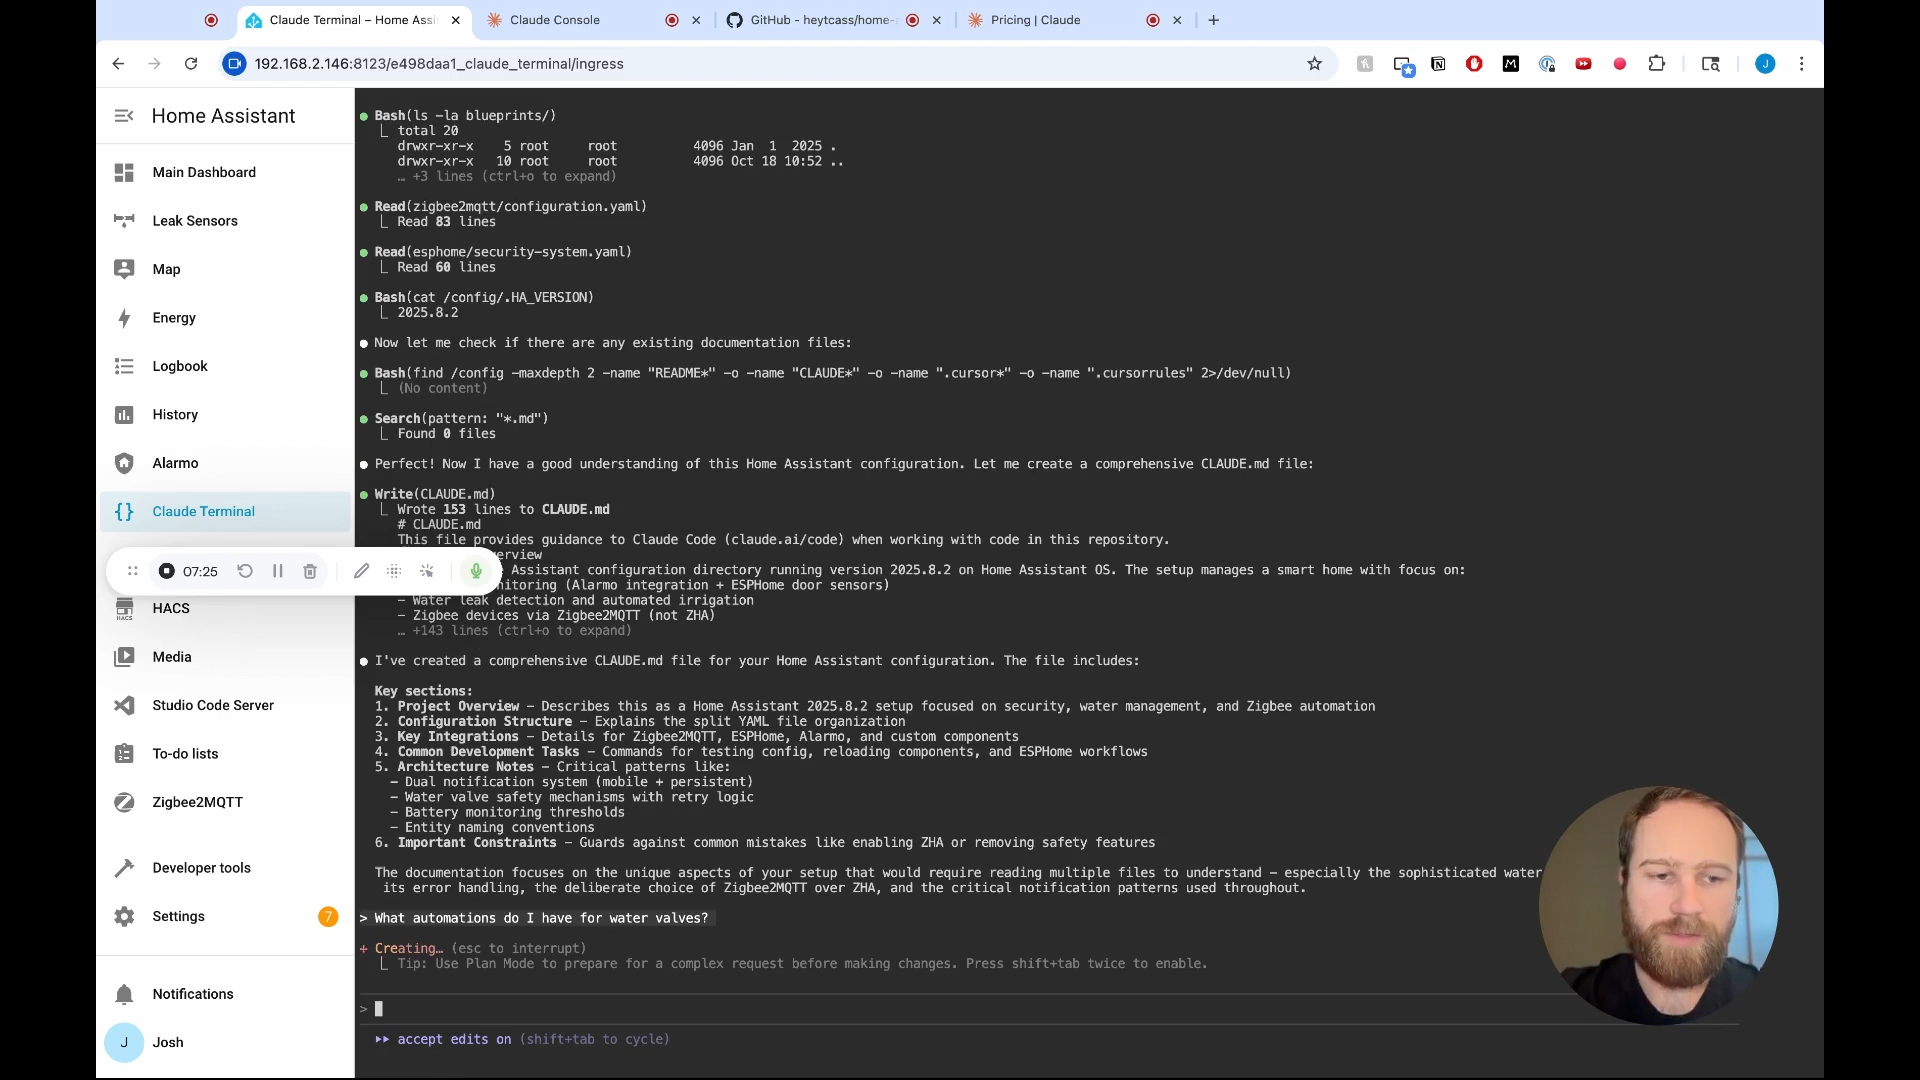 Claude Terminal – Home Assi
Claude Console
GitHub - heytcass/home-
Pricing | Claude
192.168.2.146:8123/e498daa1_claude_terminal/ingress
J
Home Assistant
Main Dashboard
Leak Sensors
Map
Energy
Logbook
History
Alarmo
Claude Terminal
07:25
HACS
HACS
Media
Studio Code Server
To-do lists
Zigbee2MQTT
Developer tools
Settings
7
Notifications
J
Josh
Bash(ls -la blueprints/)
total 20
drwxr-xr-x 5 root root 4096 Jan 1 2025 .
drwxr-xr-x 10 root root 4096 Oct 18 10:52 ..
… +3 lines (ctrl+o to expand)
Read(zigbee2mqtt/configuration.yaml)
Read 83 lines
Read(esphome/security-system.yaml)
Read 60 lines
Bash(cat /config/.HA_VERSION)
2025.8.2
Now let me check if there are any existing documentation files:
Bash(find /config -maxdepth 2 -name "README*" -o -name "CLAUDE*" -o -name ".cursor*" -o -name ".cursorrules" 2>/dev/null)
(No content)
Search(pattern: "*.md")
Found 0 files
Perfect! Now I have a good understanding of this Home Assistant configuration. Let me create a comprehensive CLAUDE.md file:
Write(CLAUDE.md)
Wrote 153 lines to CLAUDE.md
# CLAUDE.md
This file provides guidance to Claude Code (claude.ai/code) when working with code in this repository.
erview
Assistant configuration directory running version 2025.8.2 on Home Assistant OS. The setup manages a smart home with focus on:
nitoring (Alarmo integration + ESPHome door sensors)
- Water leak detection and automated irrigation
- Zigbee devices via Zigbee2MQTT (not ZHA)
… +143 lines (ctrl+o to expand)
I've created a comprehensive CLAUDE.md file for your Home Assistant configuration. The file includes:
Key sections:
1. Project Overview - Describes this as a Home Assistant 2025.8.2 setup focused on security, water management, and Zigbee automation
2. Configuration Structure - Explains the split YAML file organization
3. Key Integrations - Details for Zigbee2MQTT, ESPHome, Alarmo, and custom components
4. Common Development Tasks - Commands for testing config, reloading components, and ESPHome workflows
5. Architecture Notes - Critical patterns like:
- Dual notification system (mobile + persistent)
- Water valve safety mechanisms with retry logic
- Battery monitoring thresholds
- Entity naming conventions
6. Important Constraints - Guards against common mistakes like enabling ZHA or removing safety features
The documentation focuses on the unique aspects of your setup that would require reading multiple files to understand - especially the sophisticated water
its error handling, the deliberate choice of Zigbee2MQTT over ZHA, and the critical notification patterns used throughout.
> What automations do I have for water valves?
+ Creating… (esc to interrupt)
Tip: Use Plan Mode to prepare for a complex request before making changes. Press shift+tab twice to enable.
>
accept edits on (shift+tab to cycle)